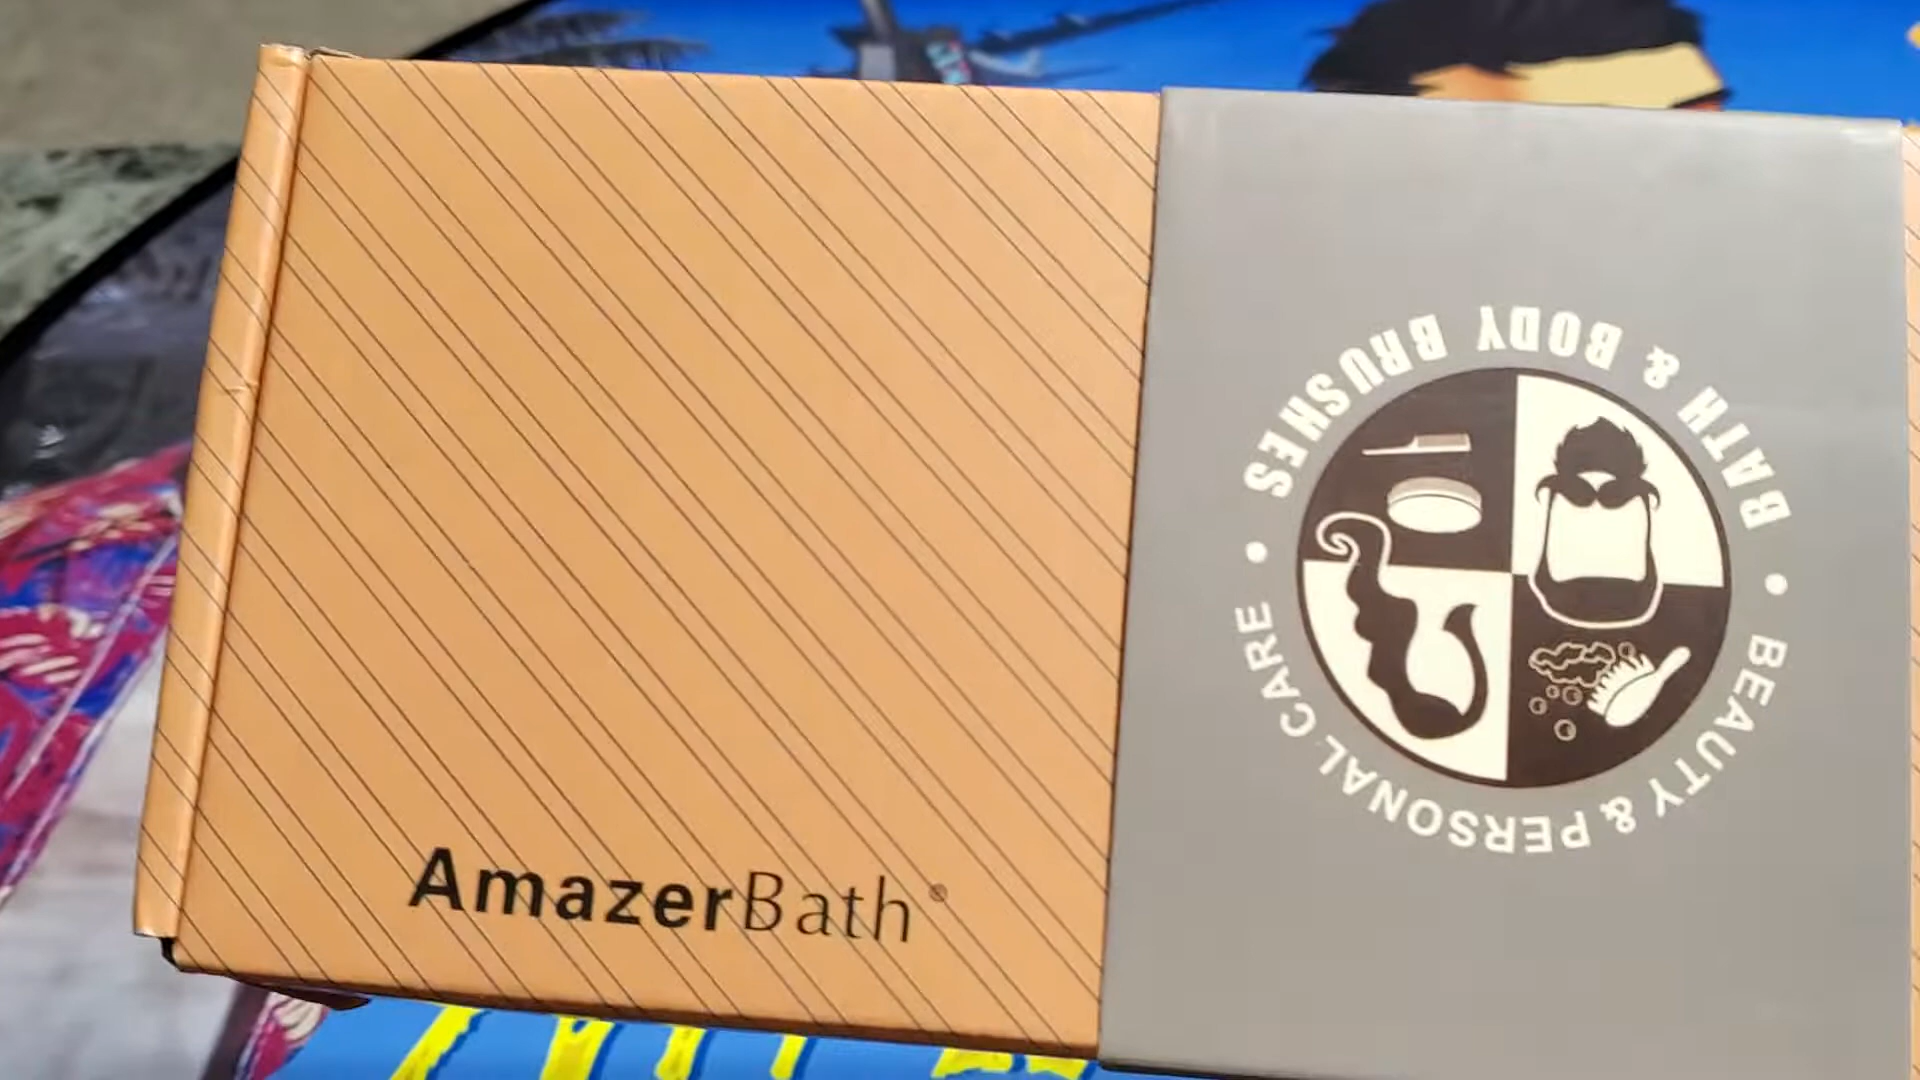 AmazerBath®
BATH & BODY BRUSHES • BEAUTY & PERSONAL CARE •